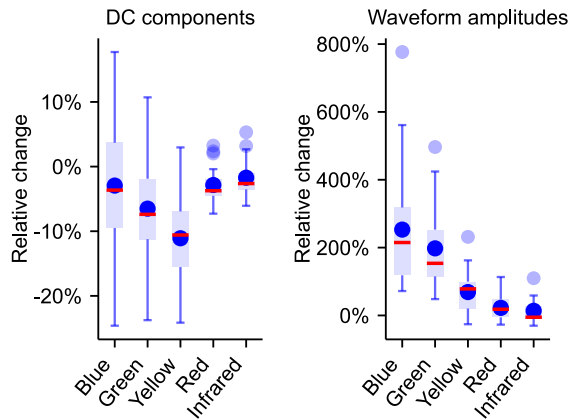 DC components
Relative change
10%
0%
-10%
-20%
Blue
Green
Yellow
Red
Infrared
Waveform amplitudes
Relative change
800%
600%
400%
200%
0%
Blue
Green
Yellow
Red
Infrared